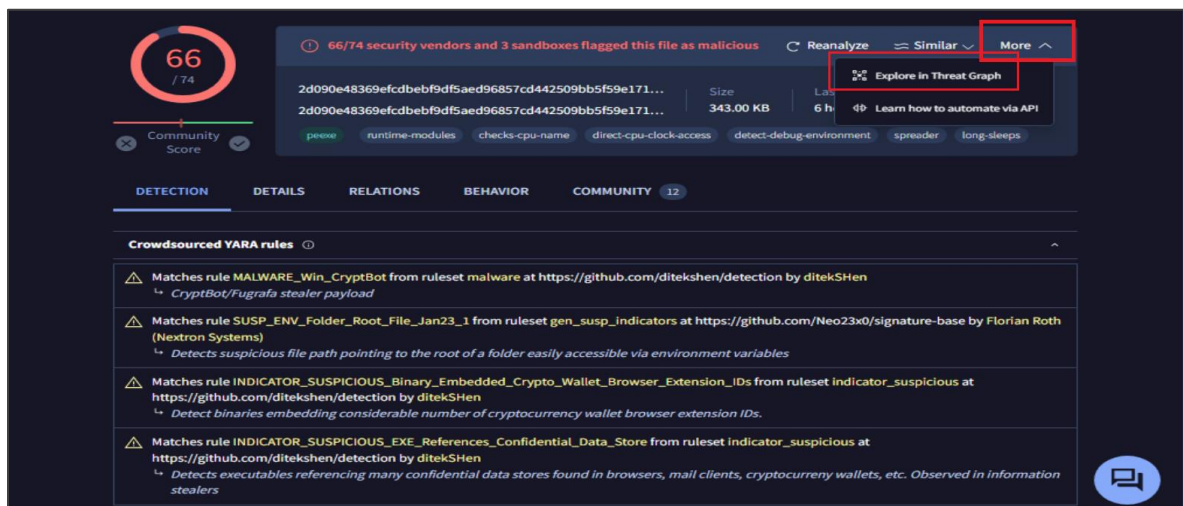 66
/ 74
Community
Score
66/74 security vendors and 3 sandboxes flagged this file as malicious
Reanalyze
Similar
More
Explore in Threat Graph
Learn how to automate via API
2d090e48369efcdbebf9df5aed96857cd442509bb5f59e171...
2d090e48369efcdbebf9df5aed96857cd442509bb5f59e171...
Size
343.00 KB
6 h
peexe
runtime-modules
checks-cpu-name
direct-cpu-clock-access
detect-debug-environment
spreader
long-sleeps
DETECTION
DETAILS
RELATIONS
BEHAVIOR
COMMUNITY 12
Crowdsourced YARA rules
Matches rule MALWARE_Win_CryptBot from ruleset malware at https://github.com/ditekshen/detection by ditekSHen
CryptBot/Fugrafa stealer payload
Matches rule SUSP_ENV_Folder_Root_File_Jan23_1 from ruleset gen_susp_indicators at https://github.com/Neo23x0/signature-base by Florian Roth
(Nextron Systems)
Detects suspicious file path pointing to the root of a folder easily accessible via environment variables
Matches rule INDICATOR_SUSPICIOUS_Binary_Embedded_Crypto_Wallet_Browser_Extension_IDs from ruleset indicator_suspicious at
https://github.com/ditekshen/detection by ditekSHen
Detect binaries embedding considerable number of cryptocurrency wallet browser extension IDs.
Matches rule INDICATOR_SUSPICIOUS_EXE_References_Confidential_Data_Store from ruleset indicator_suspicious at
https://github.com/ditekshen/detection by ditekSHen
Detects executables referencing many confidential data stores found in browsers, mail clients, cryptocurreny wallets, etc. Observed in information
stealers